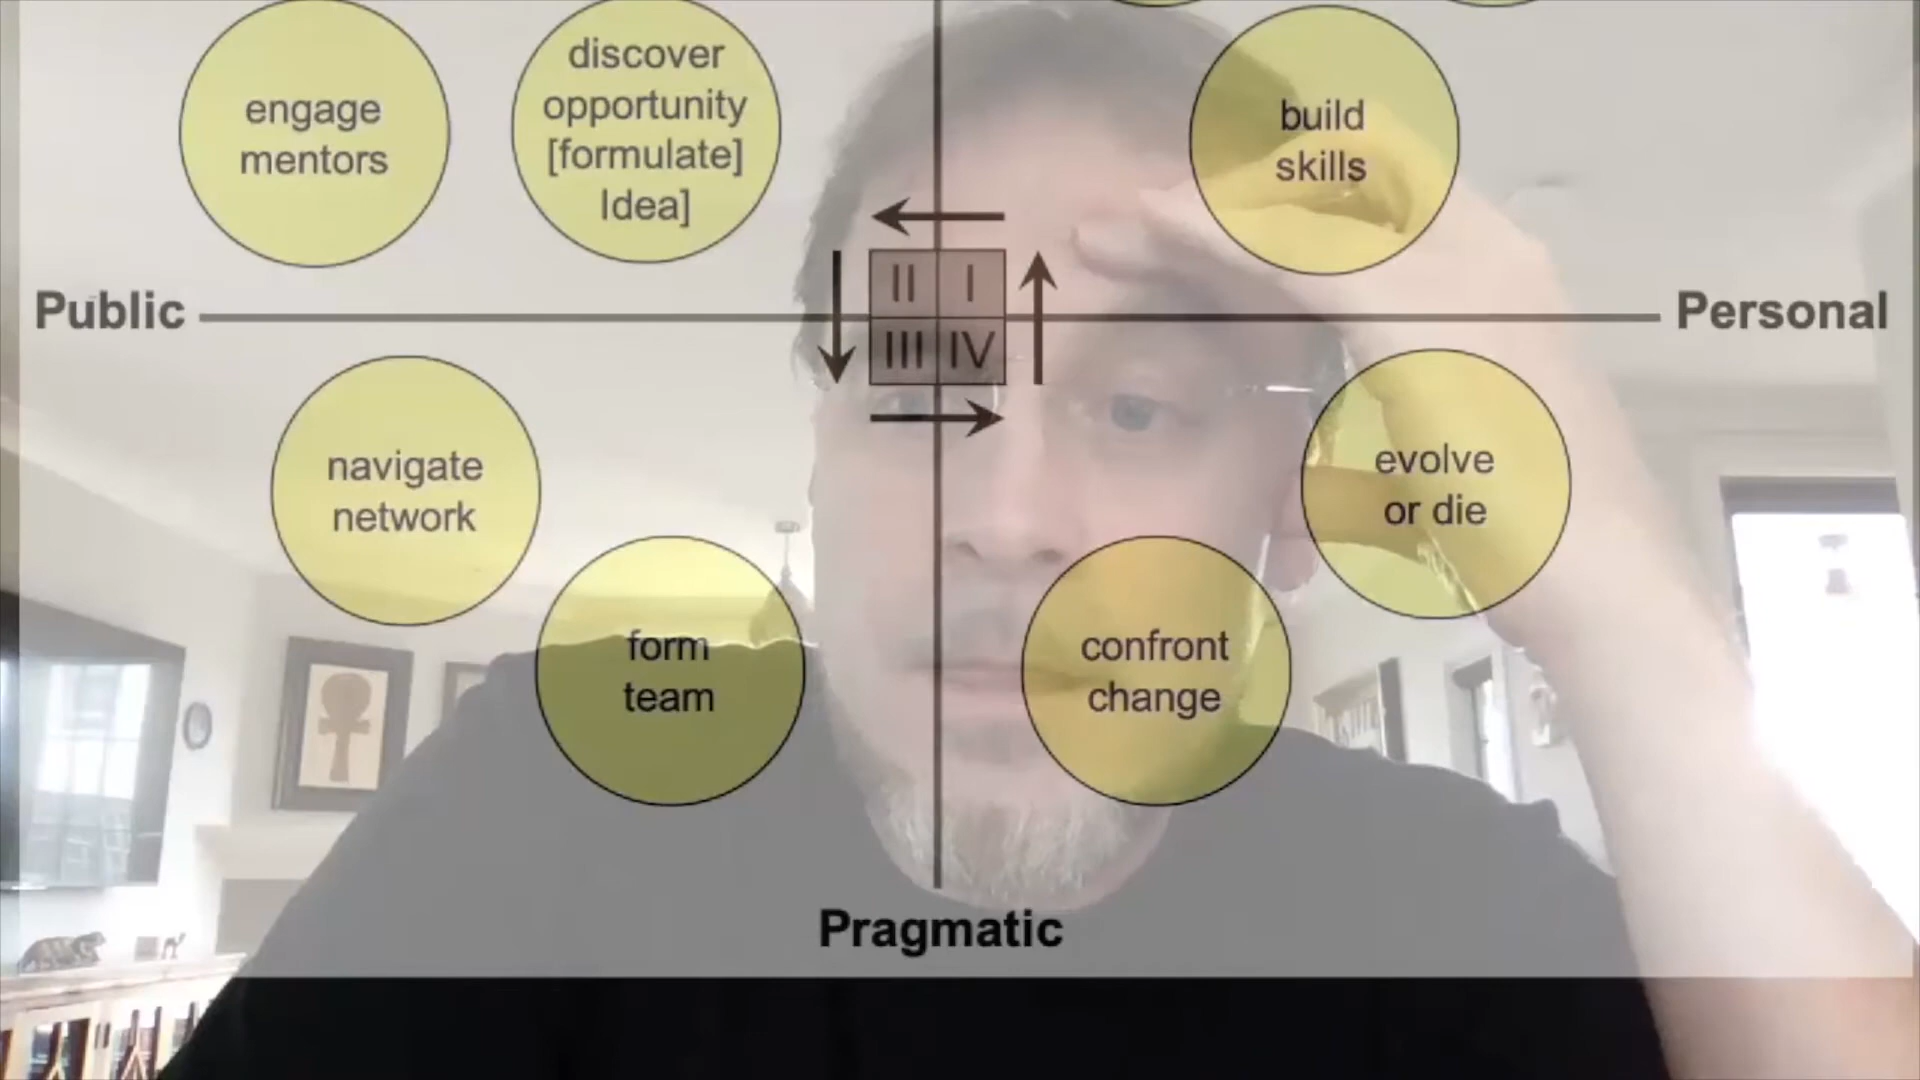 engage
mentors
discover
opportunity
[formulate]
Idea]
build
skills
II
I
III
IV
Public
Personal
navigate
network
form
team
confront
change
evolve
or die
Pragmatic